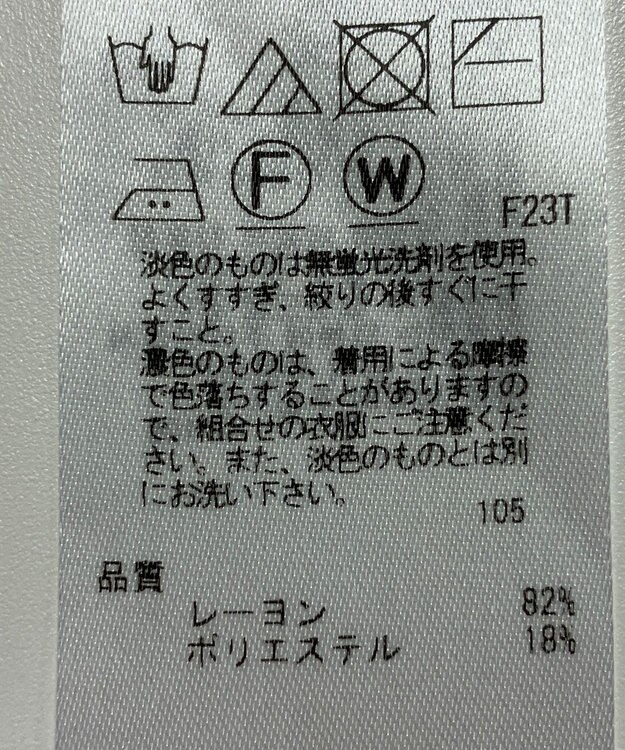 F W F23T
淡色のものは無蛍光洗剤を使用。
よくすすぎ、絞りの後すぐに干
すこと。
濃色のものは、着用による摩擦
で色落ちすることがありますの
で、組合せの衣服にご注意くだ
さい。また、淡色のものとは別
にお洗い下さい。
105
品質
レーヨン 82%
ポリエステル 18%